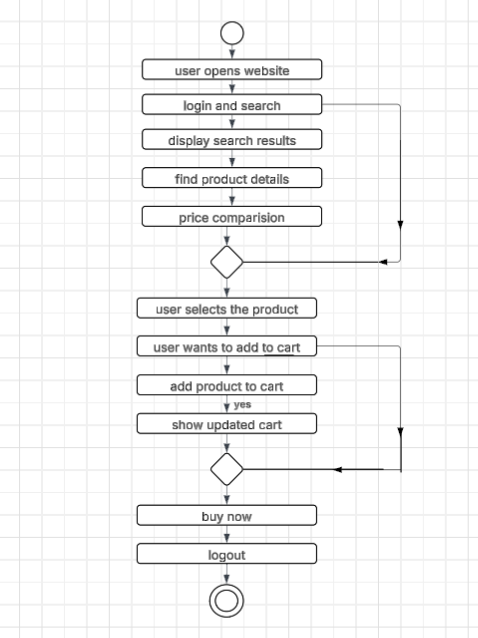 user opens website
login and search
display search results
find product details
price comparision
user selects the product
user wants to add to cart
add product to cart
yes
show updated cart
buy now
logout